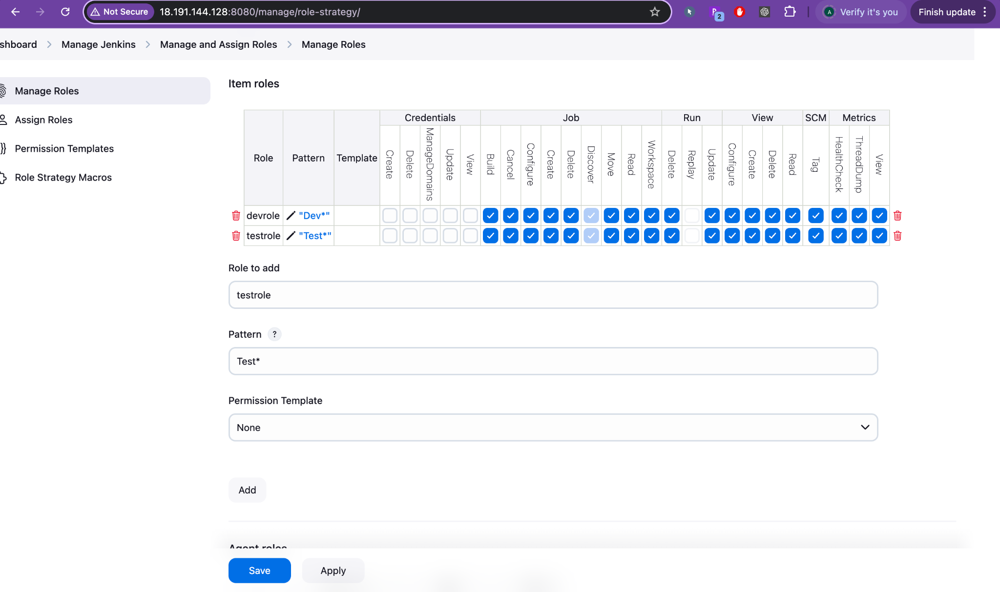 Not Secure 18.191.144.128:8080/manage/role-strategy/ 2 A Verify it's you Finish update
shboard Manage Jenkins Manage and Assign Roles Manage Roles
Manage Roles
Assign Roles
Permission Templates
Role Strategy Macros
Item roles
Role Pattern Template Credentials Job Run View SCM Metrics
Create Delete ManageDomains Update View Build Cancel Configure Create Delete Discover Move Read Workspace Delete Replay Update Configure Create Delete Read Tag HealthCheck ThreadDump View
devrole "Dev*"
testrole "Test*"
Role to add
testrole
Pattern ?
Test*
Permission Template
None
Add
Agent roles
Save Apply